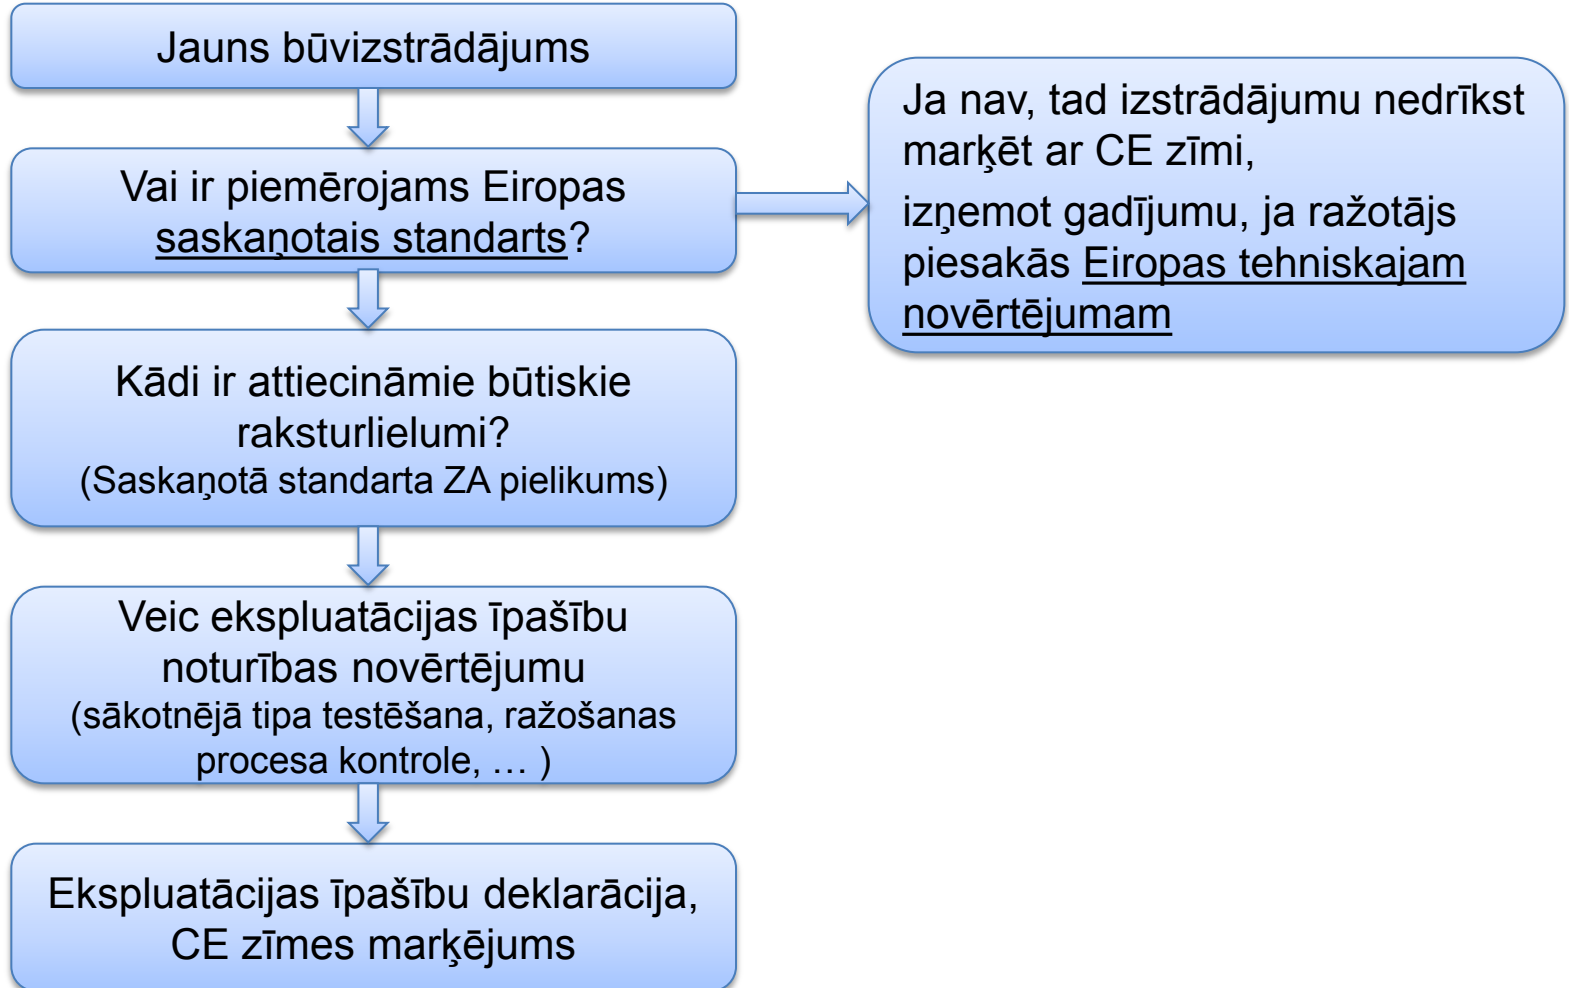 Jauns būvizstrādājums
Vai ir piemērojams Eiropas
saskaņotais standarts?
Ja nav, tad izstrādājumu nedrīkst
marķēt ar CE zīmi,
izņemot gadījumu, ja ražotājs
piesakās Eiropas tehniskajam
novērtējumam
Kādi ir attiecināmie būtiskie
raksturlielumi?
(Saskaņotā standarta ZA pielikums)
Veic ekspluatācijas īpašību
noturības novērtējumu
(sākotnējā tipa testēšana, ražošanas
procesa kontrole, … )
Ekspluatācijas īpašību deklarācija,
CE zīmes marķējums